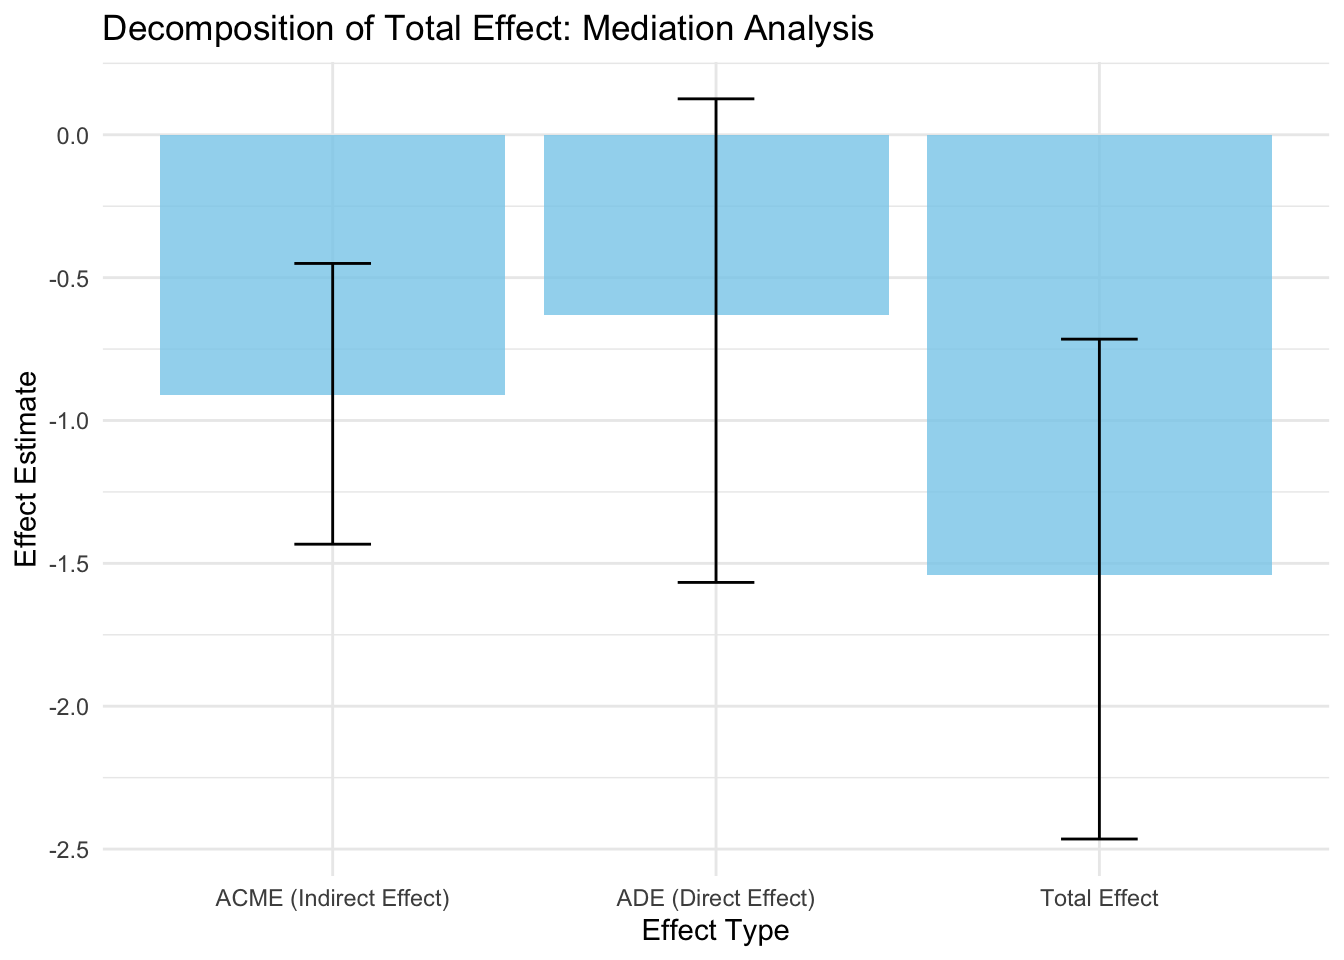 Decomposition of Total Effect: Mediation Analysis
0.0
-0.5
-1.0
-1.5
-2.0
-2.5
Effect Estimate
ACME (Indirect Effect)
ADE (Direct Effect)
Total Effect
Effect Type